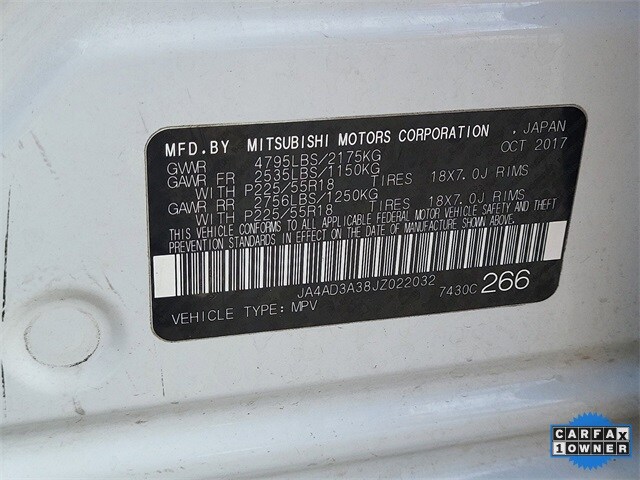 MFD.BY MITSUBISHI MOTORS CORPORATION , JAPAN
GVWR 4795LBS/2175KG OCT 2017
GAWR FR 2535LBS/1150KG
WITH P225/55R18 TIRES 18X7.0J RIMS
GAWR RR 2756LBS/1250KG
WITH P225/55R18 TIRES 18X7.0J RIMS
THIS VEHICLE CONFORMS TO ALL APPLICABLE FEDERAL MOTOR VEHICLE SAFETY AND THEFT
PREVENTION STANDARDS IN EFFECT ON THE DATE OF MANUFACTURE SHOWN ABOVE.
JA4AD3A38JZ022032 7430C 266
VEHICLE TYPE: MPV
CARFAX
1 OWNER